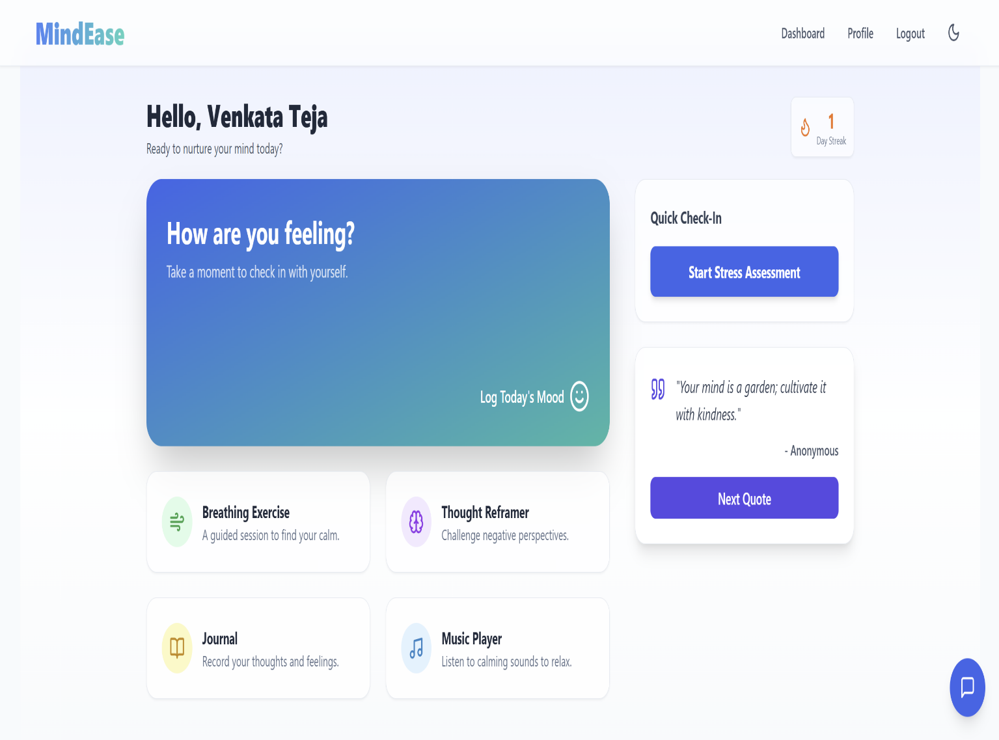 MindEase
Dashboard
Profile
Logout
Hello, Venkata Teja
Ready to nurture your mind today?
1
Day Streak
How are you feeling?
Take a moment to check in with yourself.
Log Today's Mood
Quick Check-In
Start Stress Assessment
"Your mind is a garden; cultivate it
with kindness."
- Anonymous
Next Quote
Breathing Exercise
A guided session to find your calm.
Thought Reframer
Challenge negative perspectives.
Journal
Record your thoughts and feelings.
Music Player
Listen to calming sounds to relax.